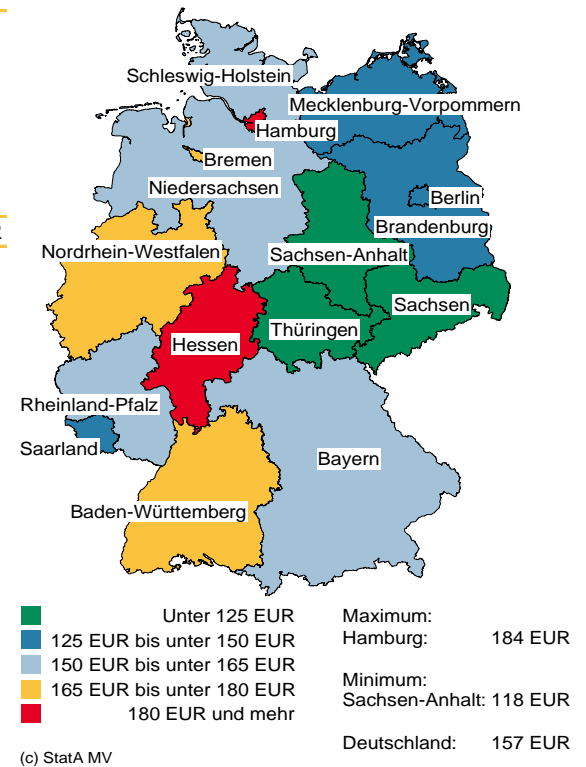 Schleswig-Holstein
Mecklenburg-Vorpommern
Hamburg
Bremen
Niedersachsen
Berlin
Brandenburg
Nordrhein-Westfalen
Sachsen-Anhalt
Sachsen
Thüringen
Hessen
Rheinland-Pfalz
Saarland
Bayern
Baden-Württemberg
Unter 125 EUR
125 EUR bis unter 150 EUR
150 EUR bis unter 165 EUR
165 EUR bis unter 180 EUR
180 EUR und mehr
Maximum:
Hamburg: 184 EUR
Minimum:
Sachsen-Anhalt: 118 EUR
Deutschland: 157 EUR
(c) StatA MV